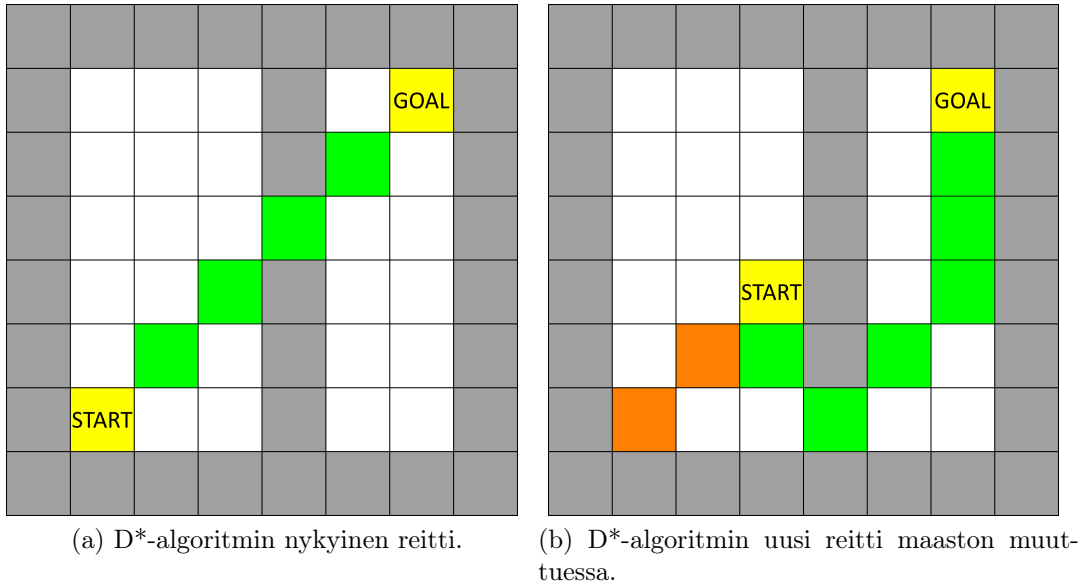 GOAL
START
GOAL
START
(a) D*-algoritmin nykyinen reitti.
(b) D*-algoritmin uusi reitti maaston muut-
tuessa.